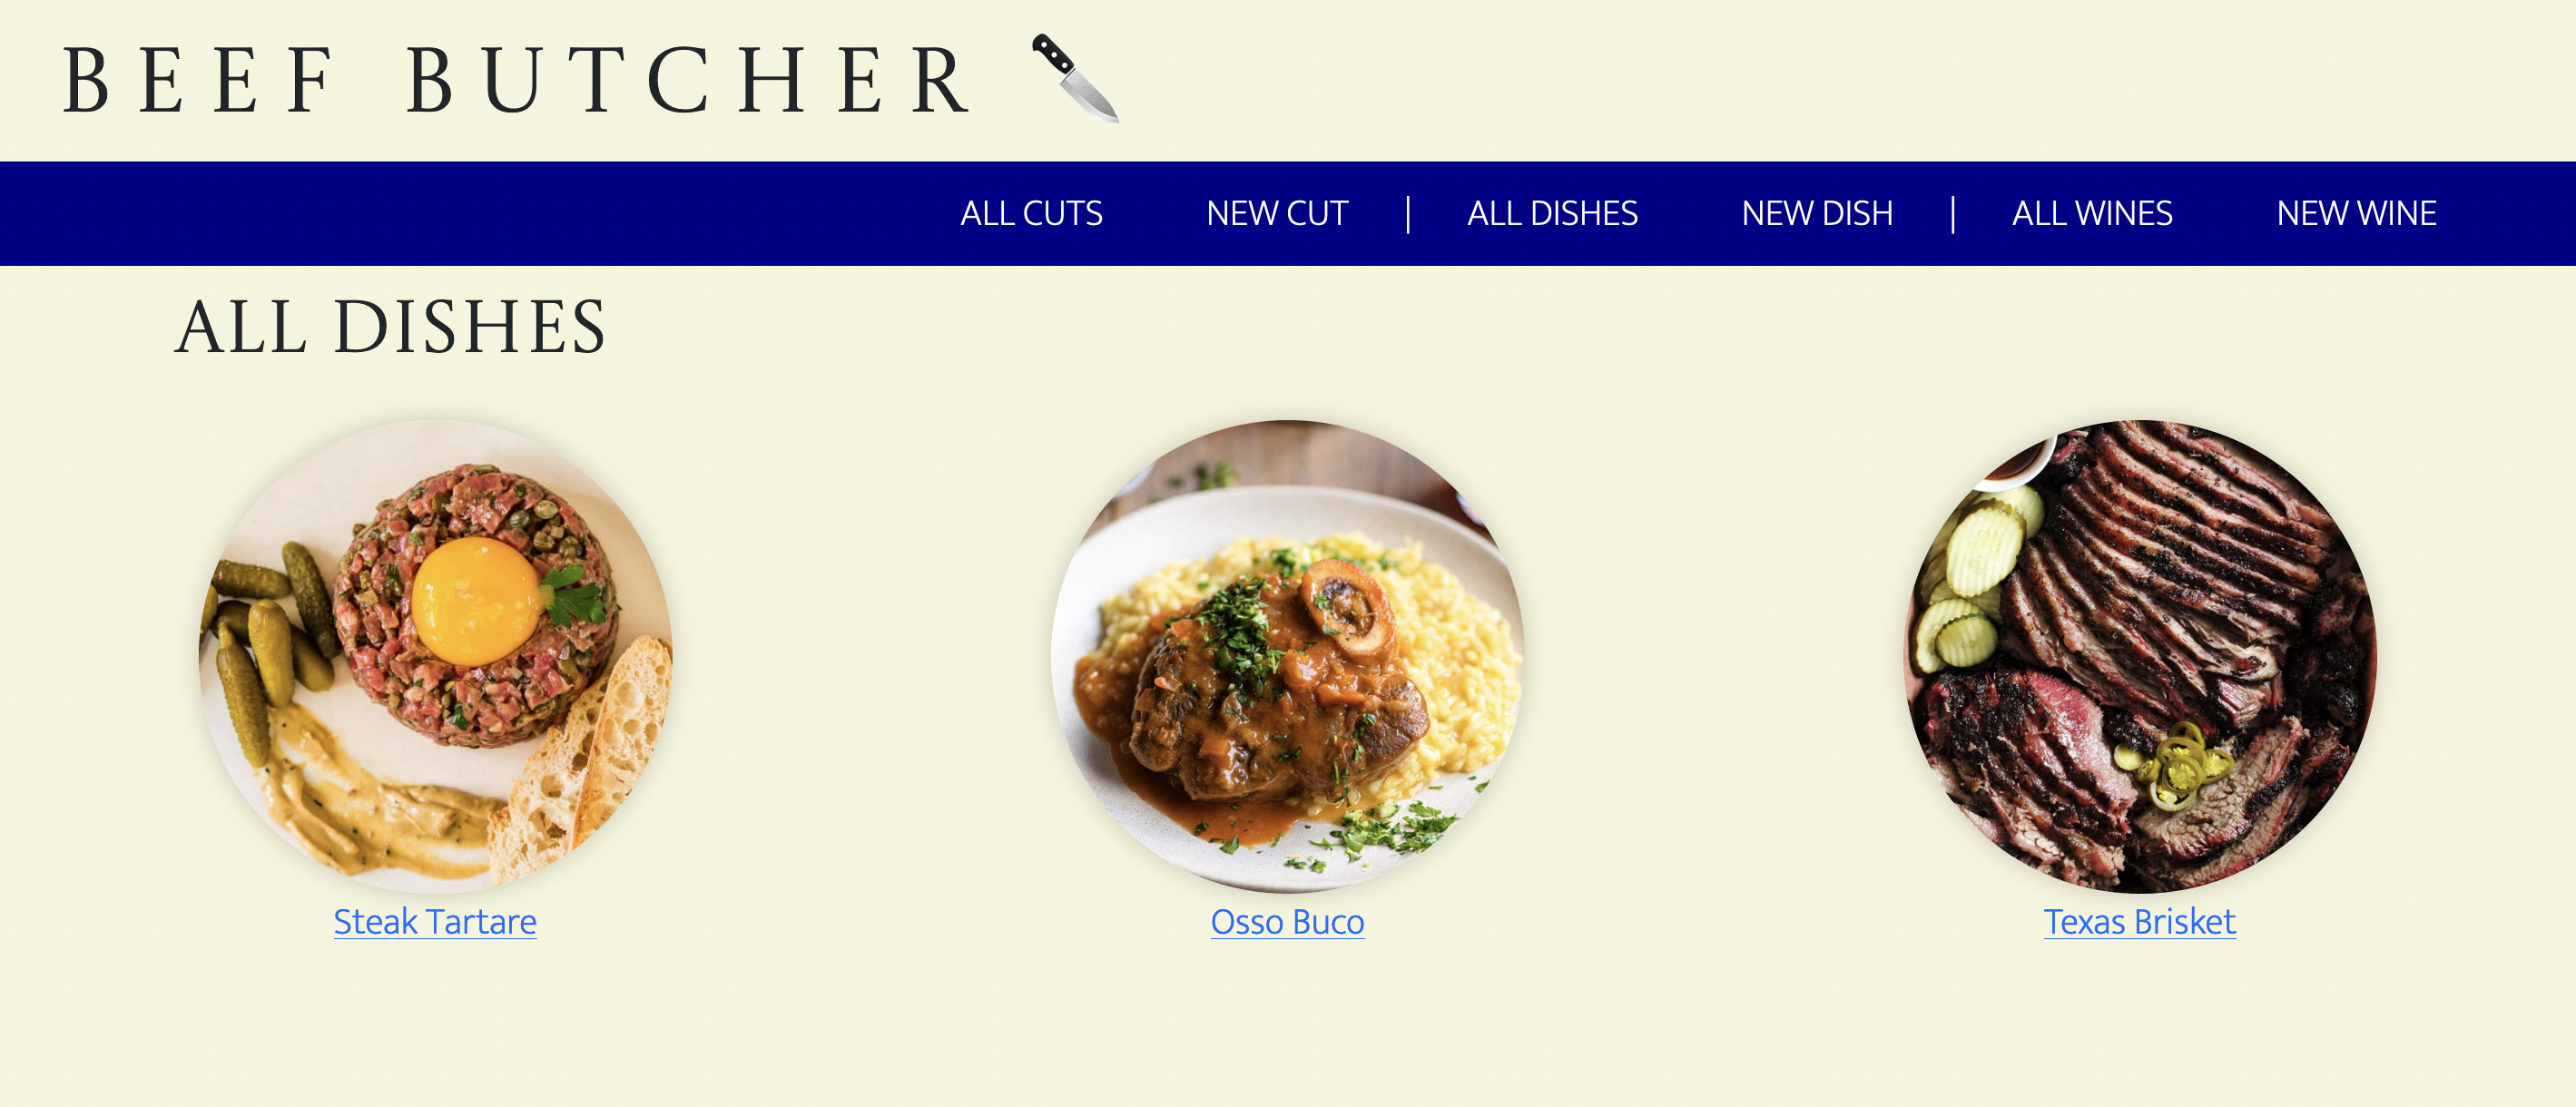 BEEF BUTCHER
ALL CUTS NEW CUT | ALL DISHES NEW DISH | ALL WINES NEW WINE
ALL DISHES
Steak Tartare Osso Buco Texas Brisket